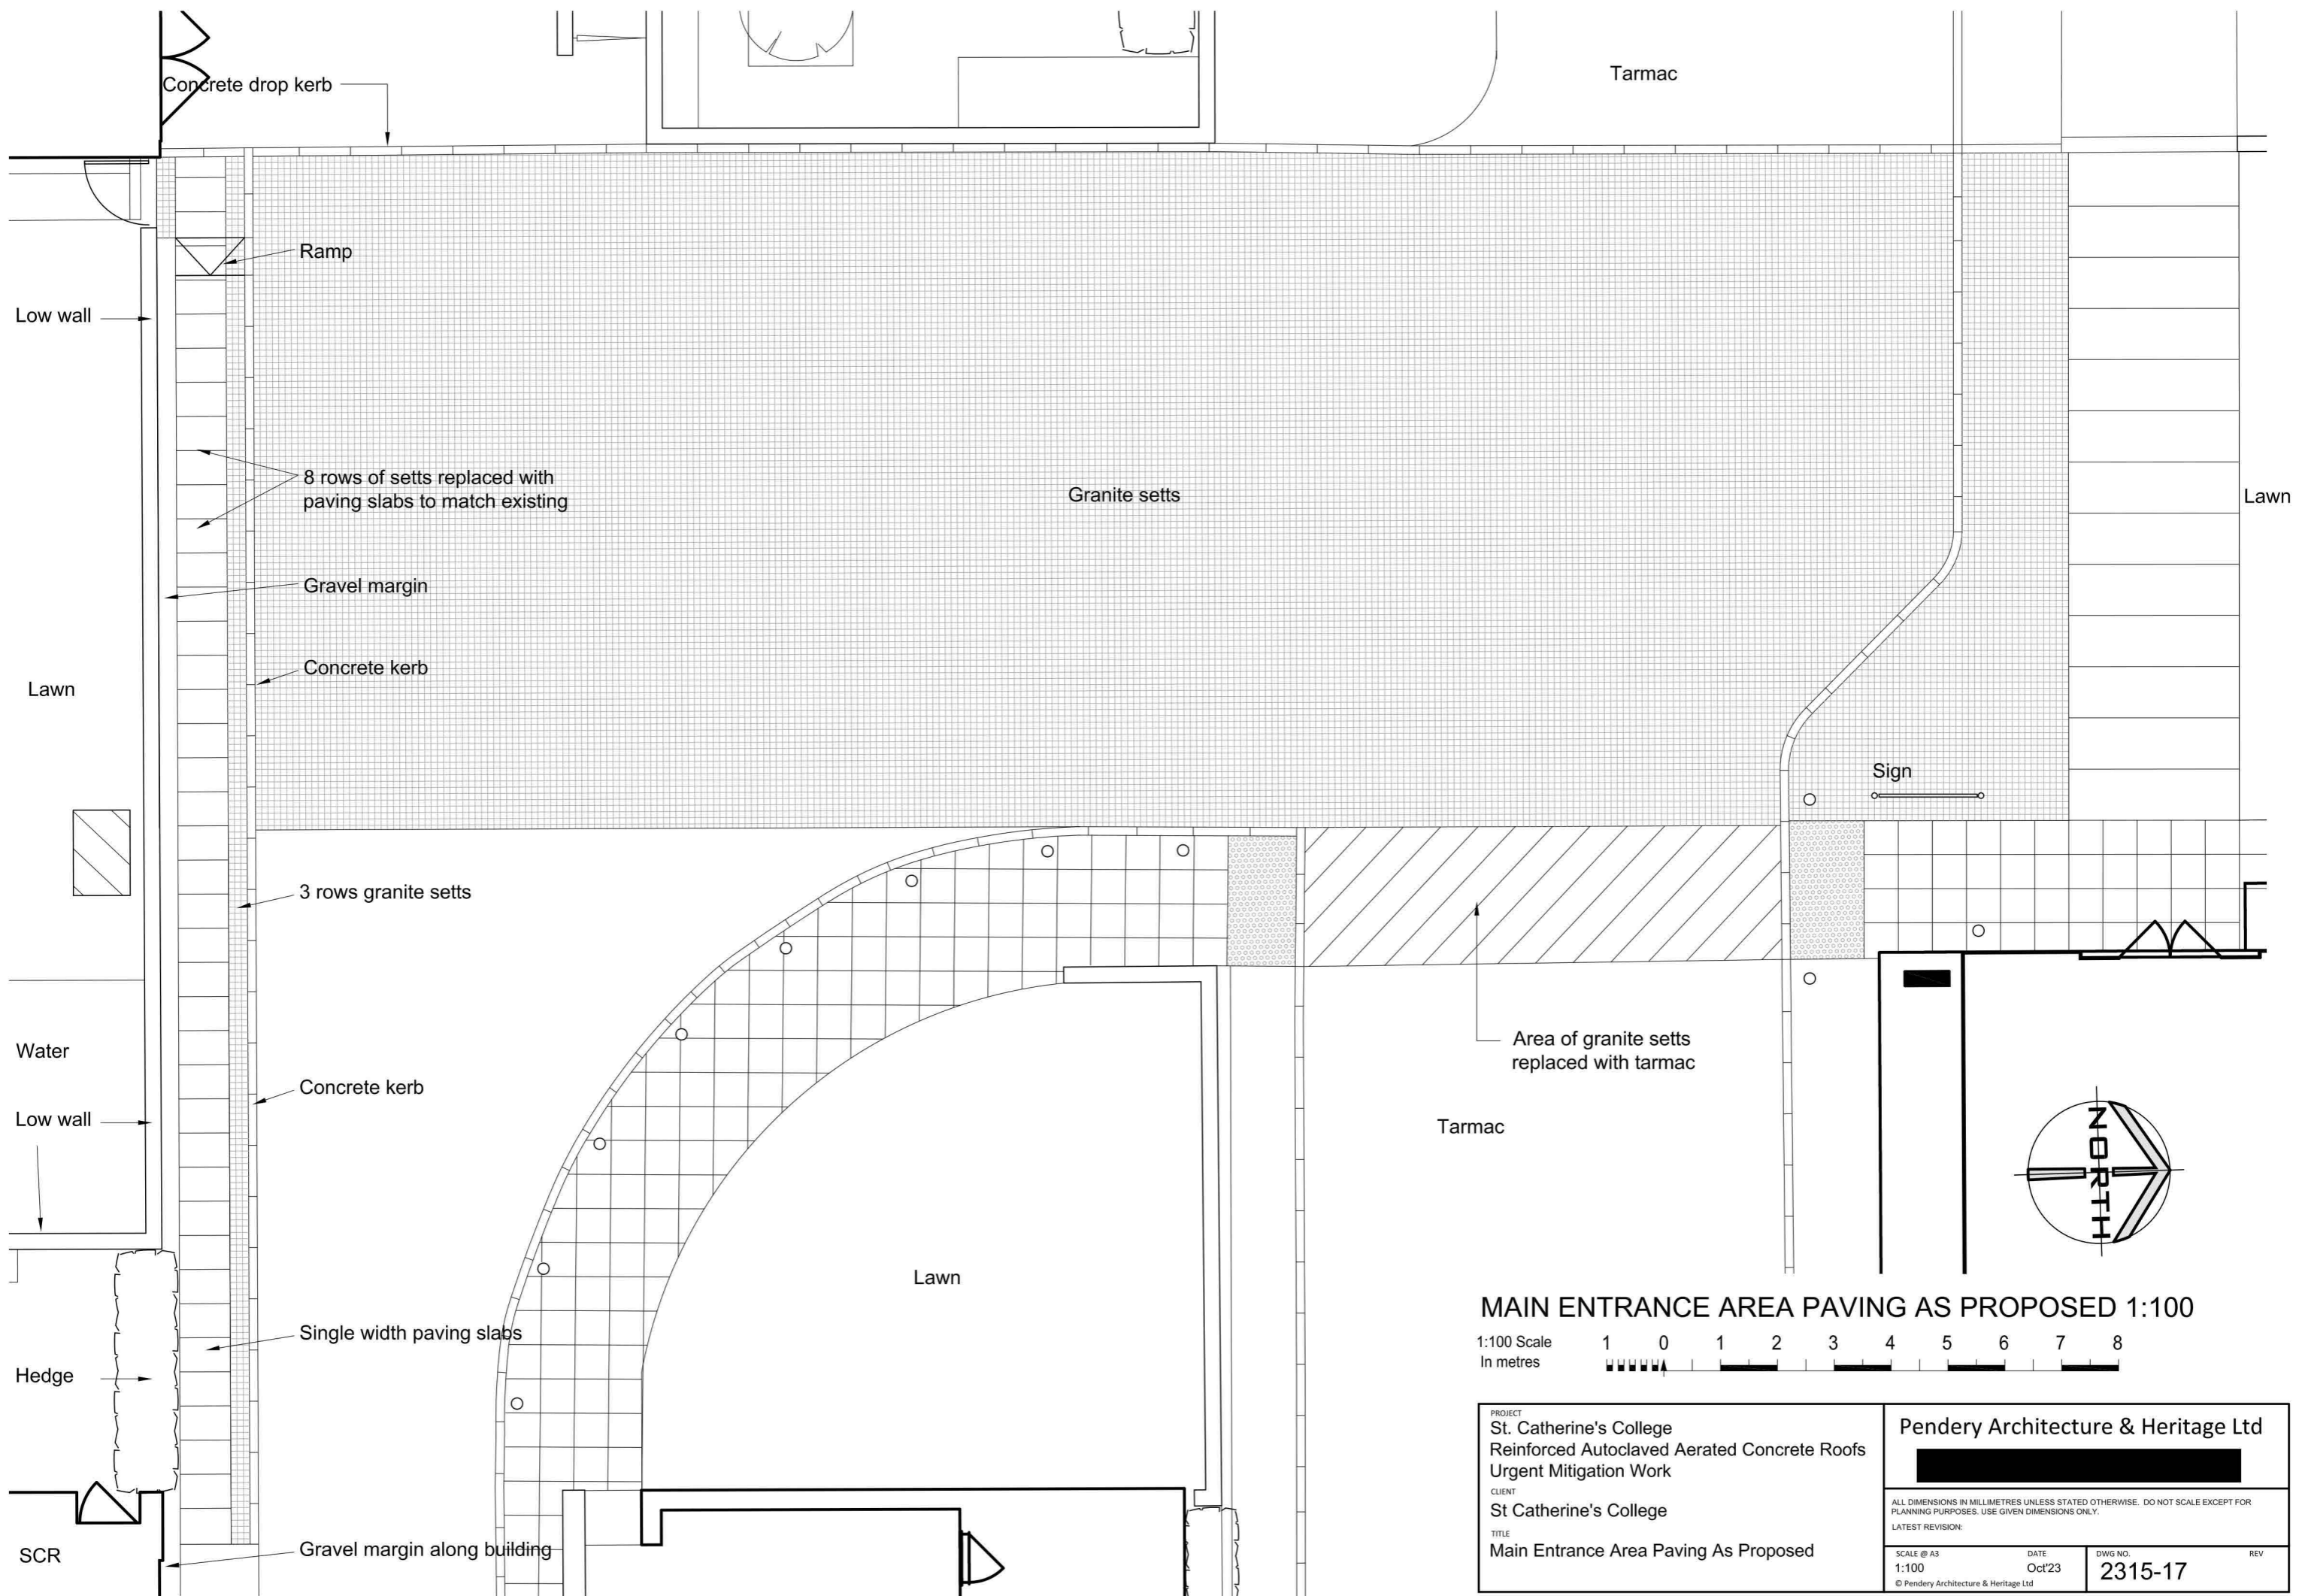 Concrete drop kerb
Tarmac
Ramp
Low wall
8 rows of setts replaced with
paving slabs to match existing
Granite setts
Lawn
Gravel margin
Concrete kerb
Lawn
Sign
3 rows granite setts
Water
Area of granite setts
replaced with tarmac
Concrete kerb
Low wall
Tarmac
NORTH
Lawn
MAIN ENTRANCE AREA PAVING AS PROPOSED 1:100
Single width paving slabs
1:100 Scale
In metres
1 0 1 2 3 4 5 6 7 8
Hedge
PROJECT
St. Catherine's College
Reinforced Autoclaved Aerated Concrete Roofs
Urgent Mitigation Work
CLIENT
St Catherine's College
TITLE
Main Entrance Area Paving As Proposed
Pendery Architecture & Heritage Ltd
ALL DIMENSIONS IN MILLIMETRES UNLESS STATED OTHERWISE. DO NOT SCALE EXCEPT FOR
PLANNING PURPOSES. USE GIVEN DIMENSIONS ONLY.
LATEST REVISION:
SCALE @ A3
1:100
DATE
Oct'23
DWG NO.
2315-17
REV
© Pendery Architecture & Heritage Ltd
SCR
Gravel margin along building